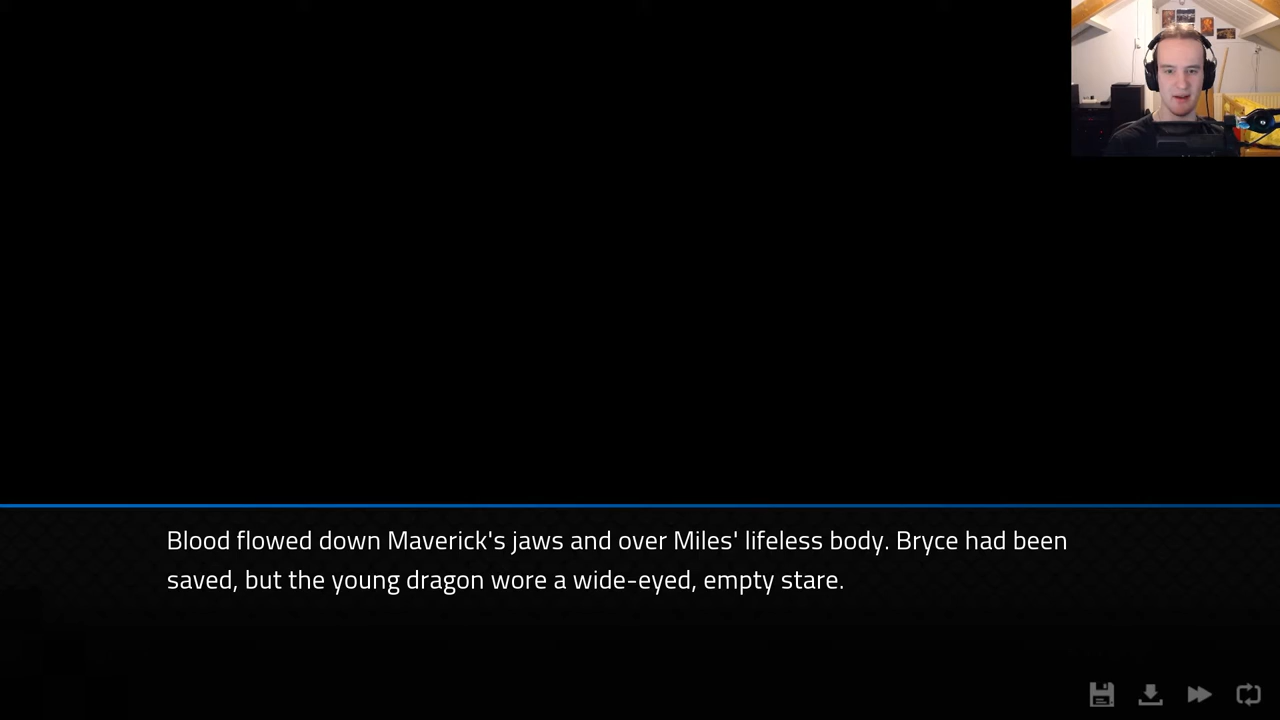 Blood flowed down Maverick's jaws and over Miles' lifeless body. Bryce had been
saved, but the young dragon wore a wide-eyed, empty stare.